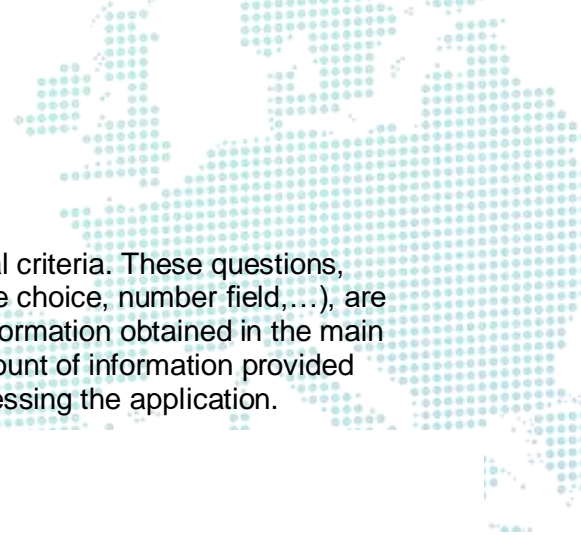 al criteria. These questions,
e choice, number field,…), are
ormation obtained in the main
ount of information provided
essing the application.